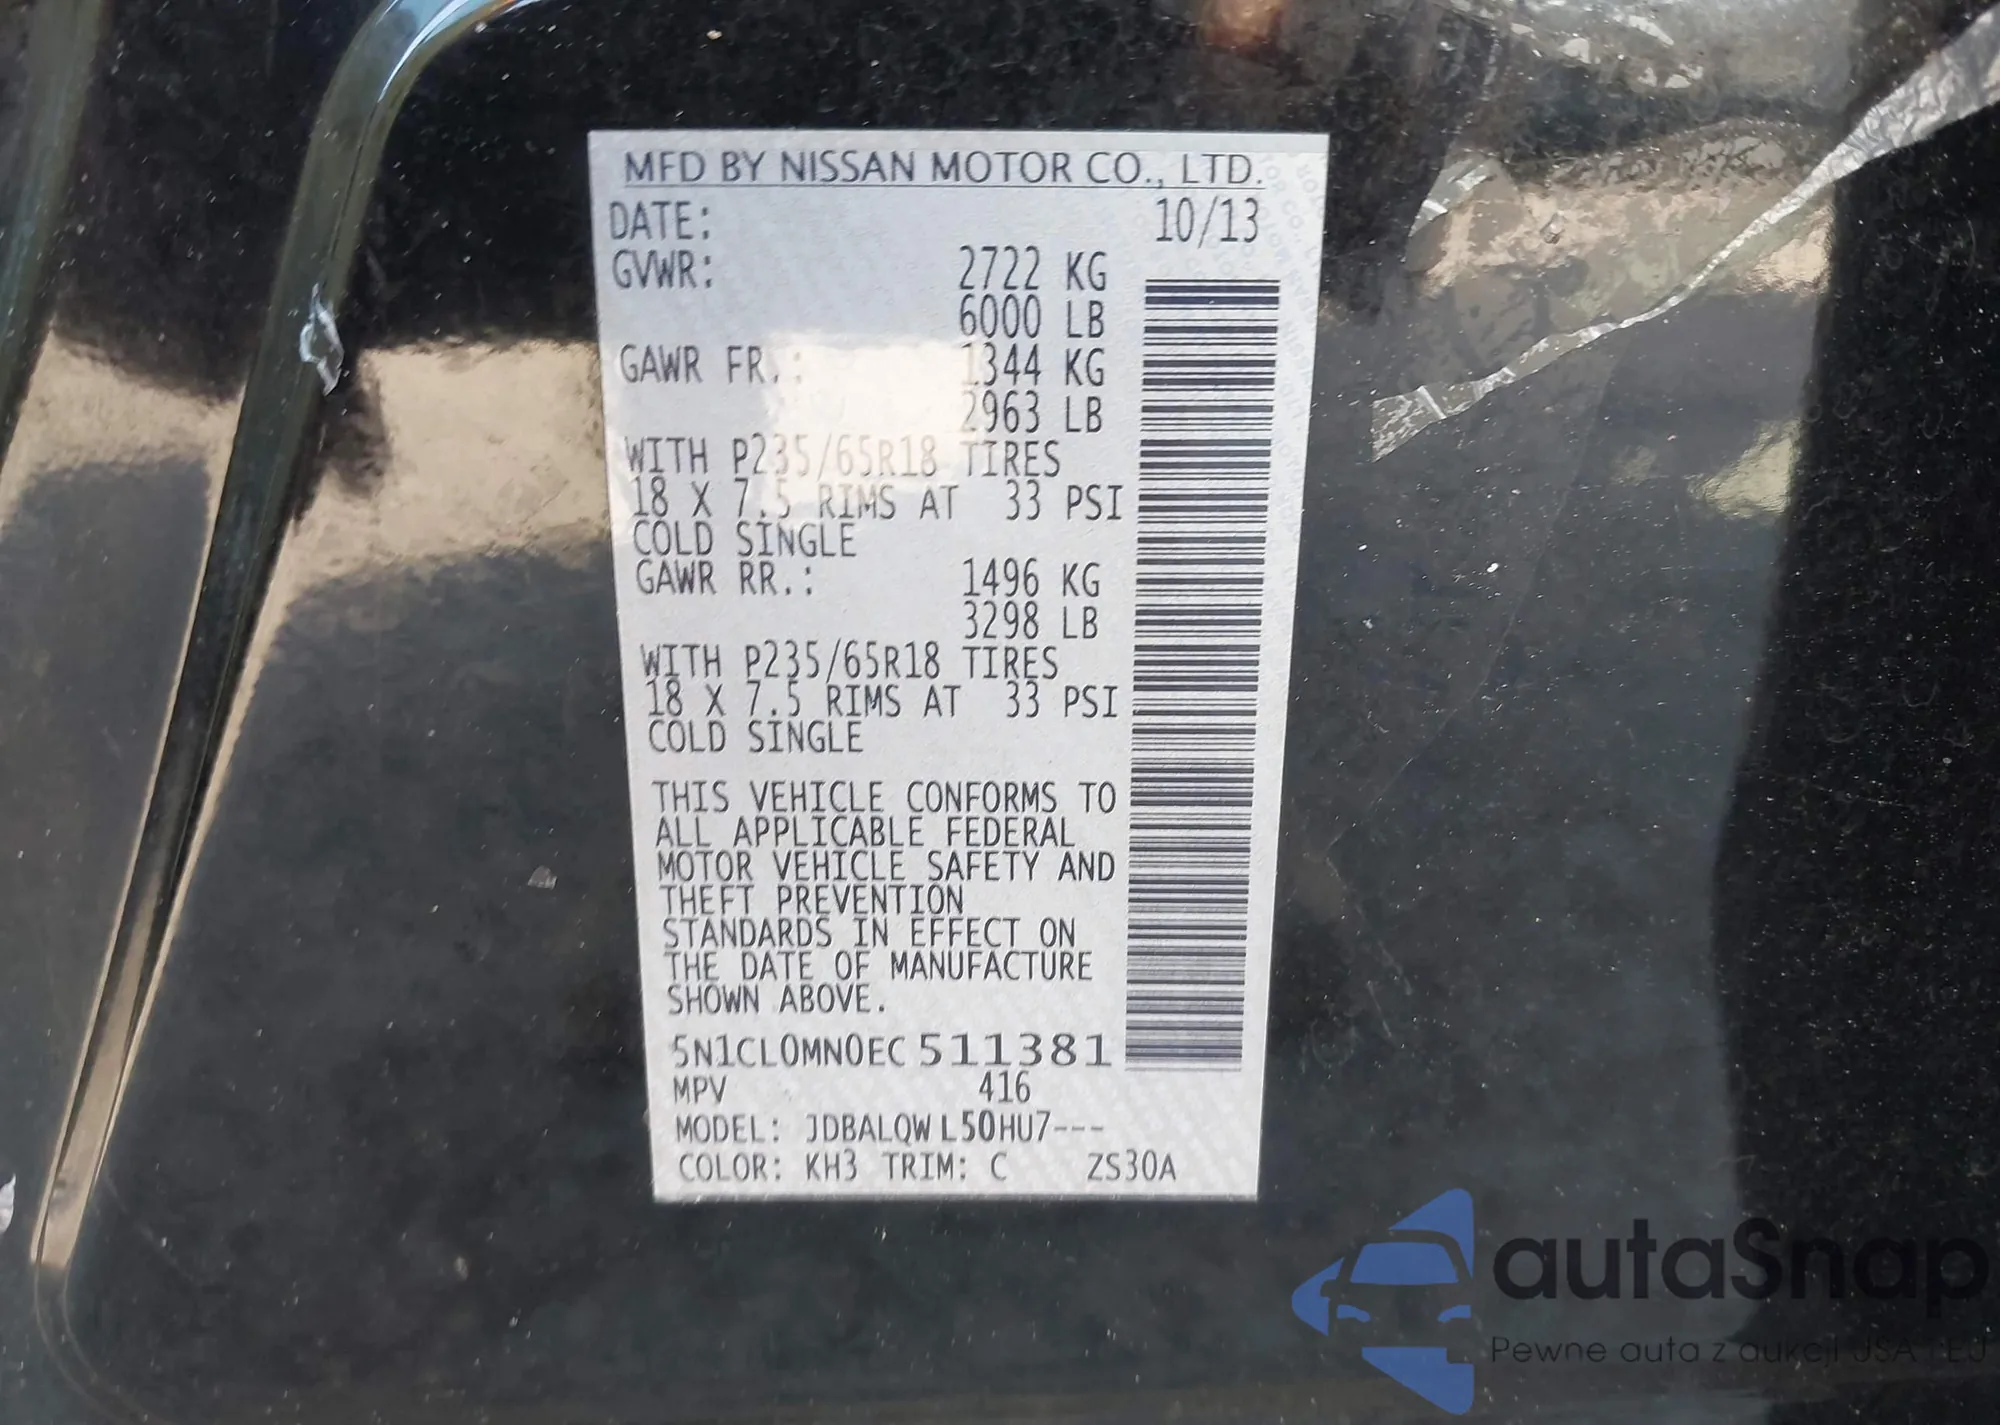 MFD BY NISSAN MOTOR CO., LTD.
DATE: 10/13
GVWR: 2722 KG
6000 LB
GAWR FR.: 1344 KG
2963 LB
WITH P235/65R18 TIRES
18 X 7.5 RIMS AT 33 PSI
COLD SINGLE
GAWR RR.: 1496 KG
3298 LB
WITH P235/65R18 TIRES
18 X 7.5 RIMS AT 33 PSI
COLD SINGLE
THIS VEHICLE CONFORMS TO
ALL APPLICABLE FEDERAL
MOTOR VEHICLE SAFETY AND
THEFT PREVENTION
STANDARDS IN EFFECT ON
THE DATE OF MANUFACTURE
SHOWN ABOVE.
5N1CL0MN0EC511381
MPV 416
MODEL: JDBALQWL50HU7---
COLOR: KH3 TRIM: C ZS30A
autaSnap
Pewne auta z aukcji USA i EU